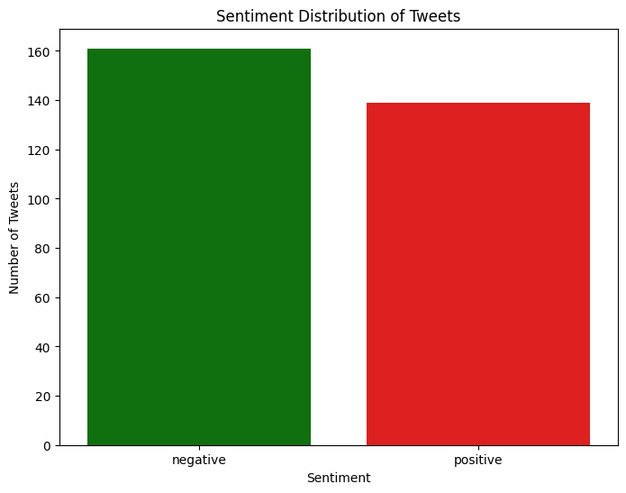 Sentiment Distribution of Tweets
160
140
120
100
80
60
40
20
0
Number of Tweets
negative positive
Sentiment